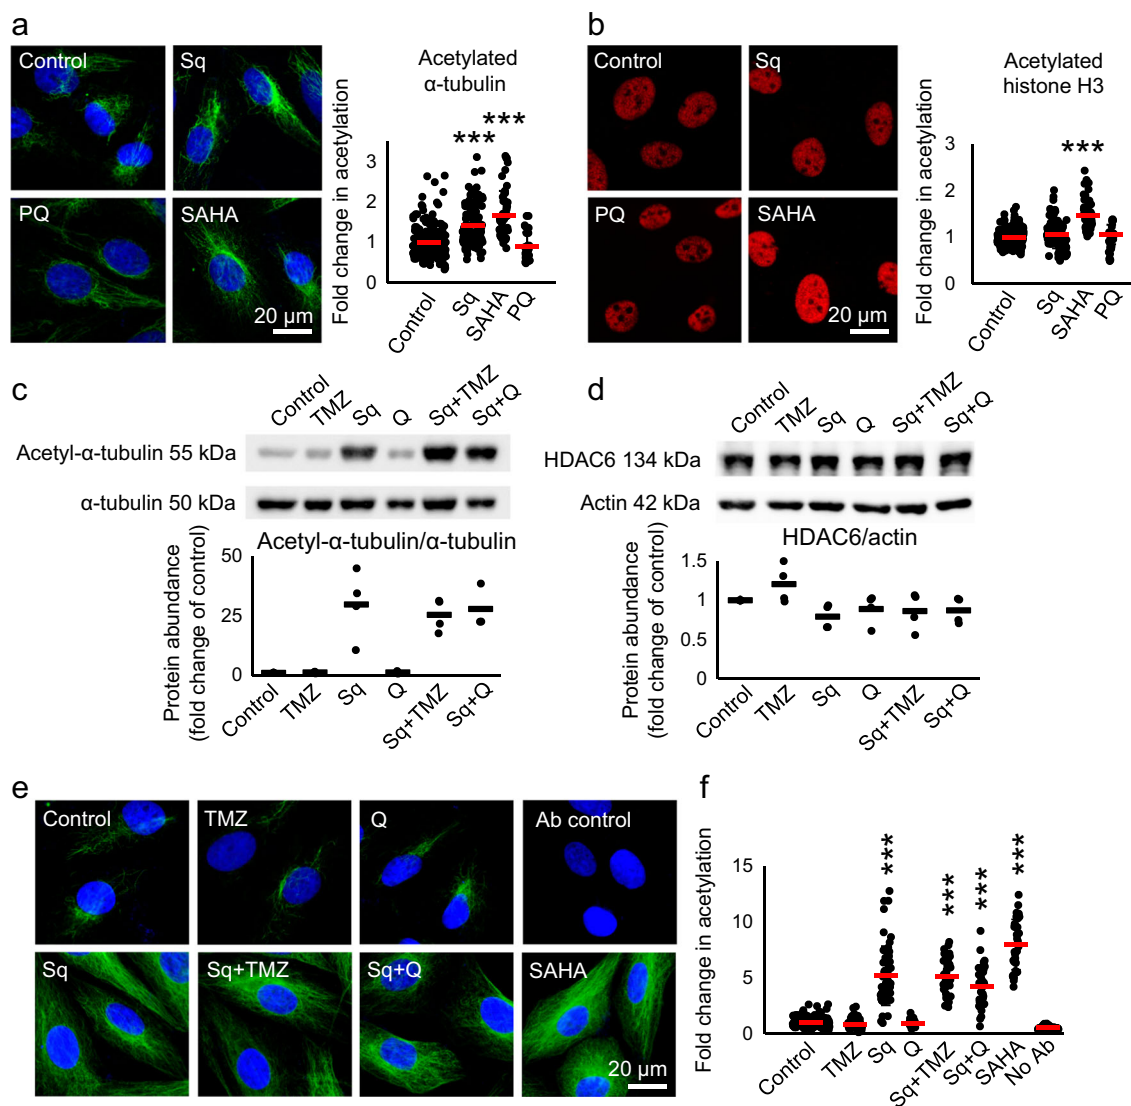 a
Control
Sq
PQ
SAHA
20 μm
Acetylated
α-tubulin
Fold change in acetylation
3
2
1
0
***
***
Control
Sq
SAHA
PQ
b
Control
Sq
PQ
SAHA
20 μm
Acetylated
histone H3
Fold change in acetylation
3
2
1
0
***
Control
Sq
SAHA
PQ
c
Control
TMZ
Sq
Q
Sq+TMZ
Sq+Q
Acetyl-α-tubulin 55 kDa
α-tubulin 50 kDa
Acetyl-α-tubulin/α-tubulin
Protein abundance
(fold change of control)
50
25
0
Control
TMZ
Sq
Q
Sq+TMZ
Sq+Q
d
Control
TMZ
Sq
Q
Sq+TMZ
Sq+Q
HDAC6 134 kDa
Actin 42 kDa
HDAC6/actin
Protein abundance
(fold change of control)
1.5
1
0.5
0
Control
TMZ
Sq
Q
Sq+TMZ
Sq+Q
e
Control
TMZ
Q
Ab control
Sq
Sq+TMZ
Sq+Q
SAHA
20 μm
f
Fold change in acetylation
15
10
5
0
***
***
***
***
Control
TMZ
Sq
Q
Sq+TMZ
Sq+Q
SAHA
No Ab